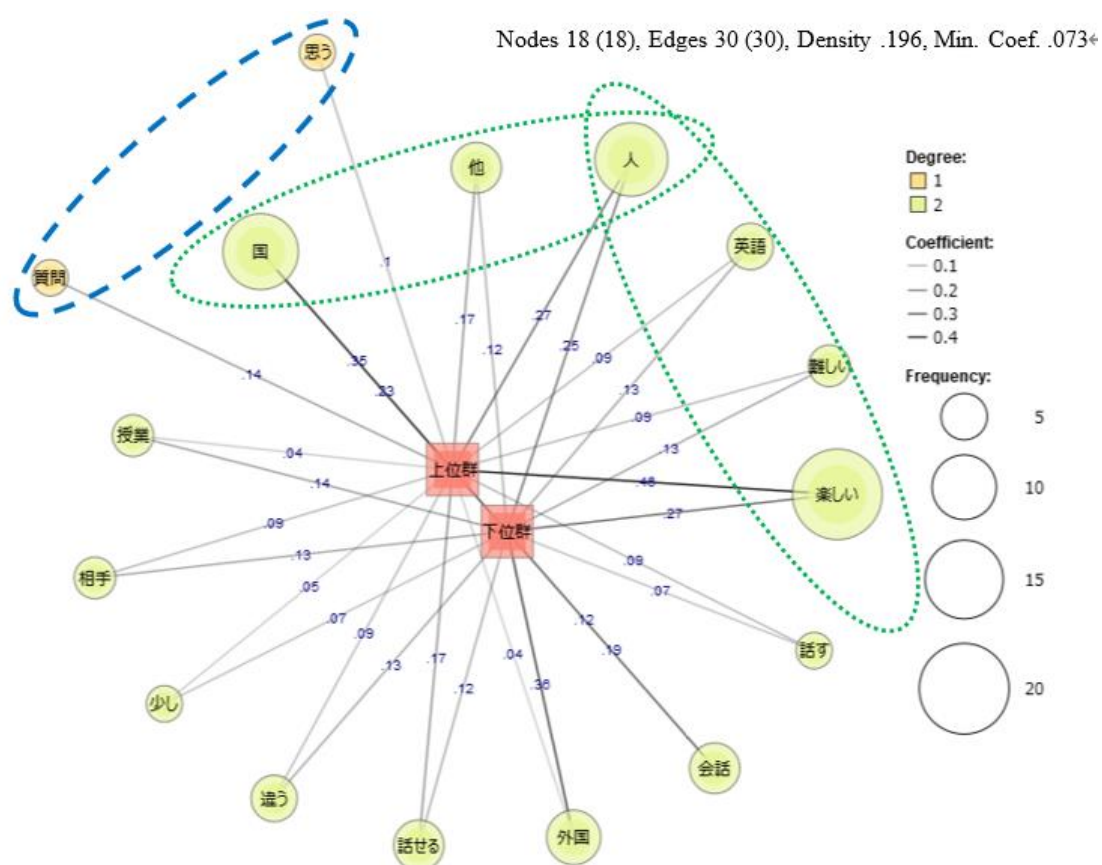 Nodes 18 (18), Edges 30 (30), Density .196, Min. Coef. .073↵
思う
他
人
国
英語
質問
難しい
授業
上位群
楽しい
下位群
相手
話す
少し
会話
違う
話せる
外国
.1
.17
.12
.27
.25
.09
.13
.35
.23
.14
.09
.13
.04
.14
.46
.27
.09
.13
.05
.07
.09
.13
.17
.12
.04
.36
.12
.19
.09
.07
Degree:
1
2
Coefficient:
0.1
0.2
0.3
0.4
Frequency:
5
10
15
20